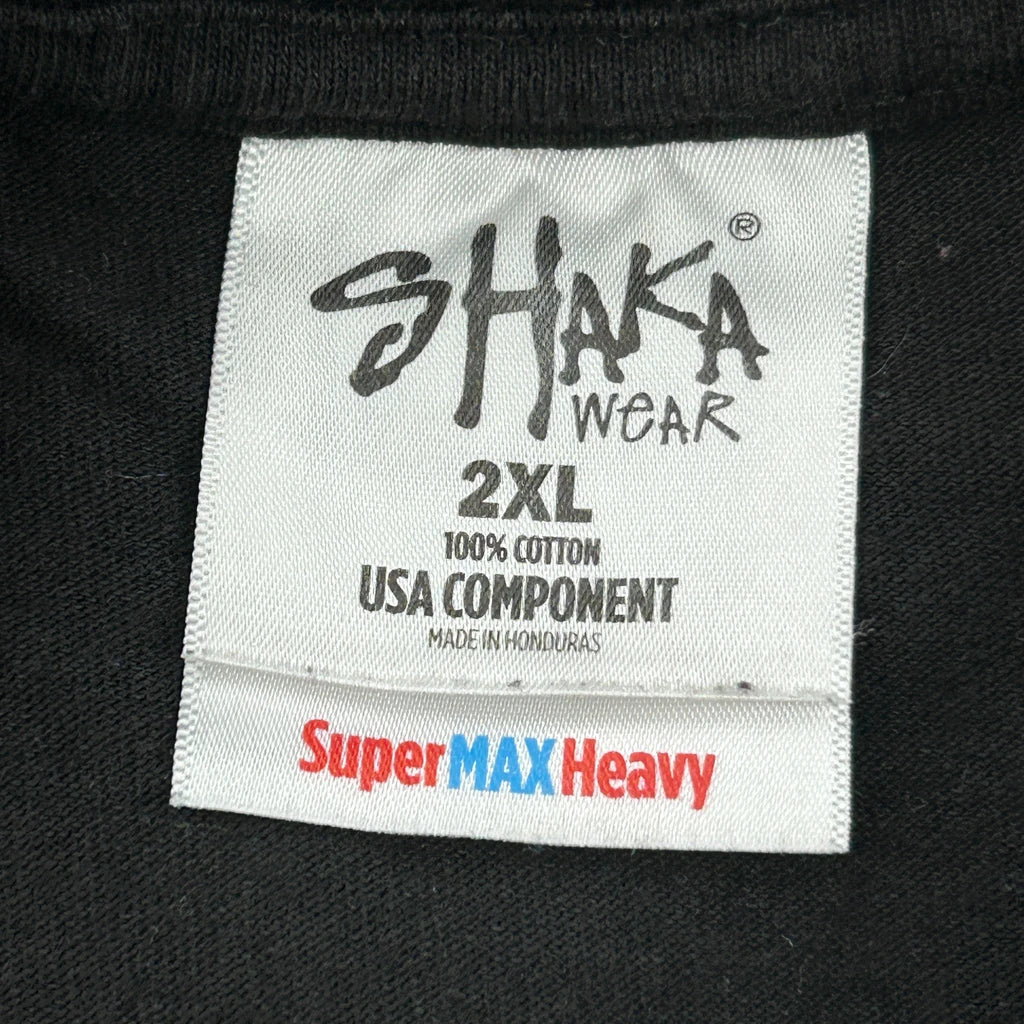 SHAKA®
WeAR
2XL
100% COTTON
USA COMPONENT
MADE IN HONDURAS
SuperMAXHeavy